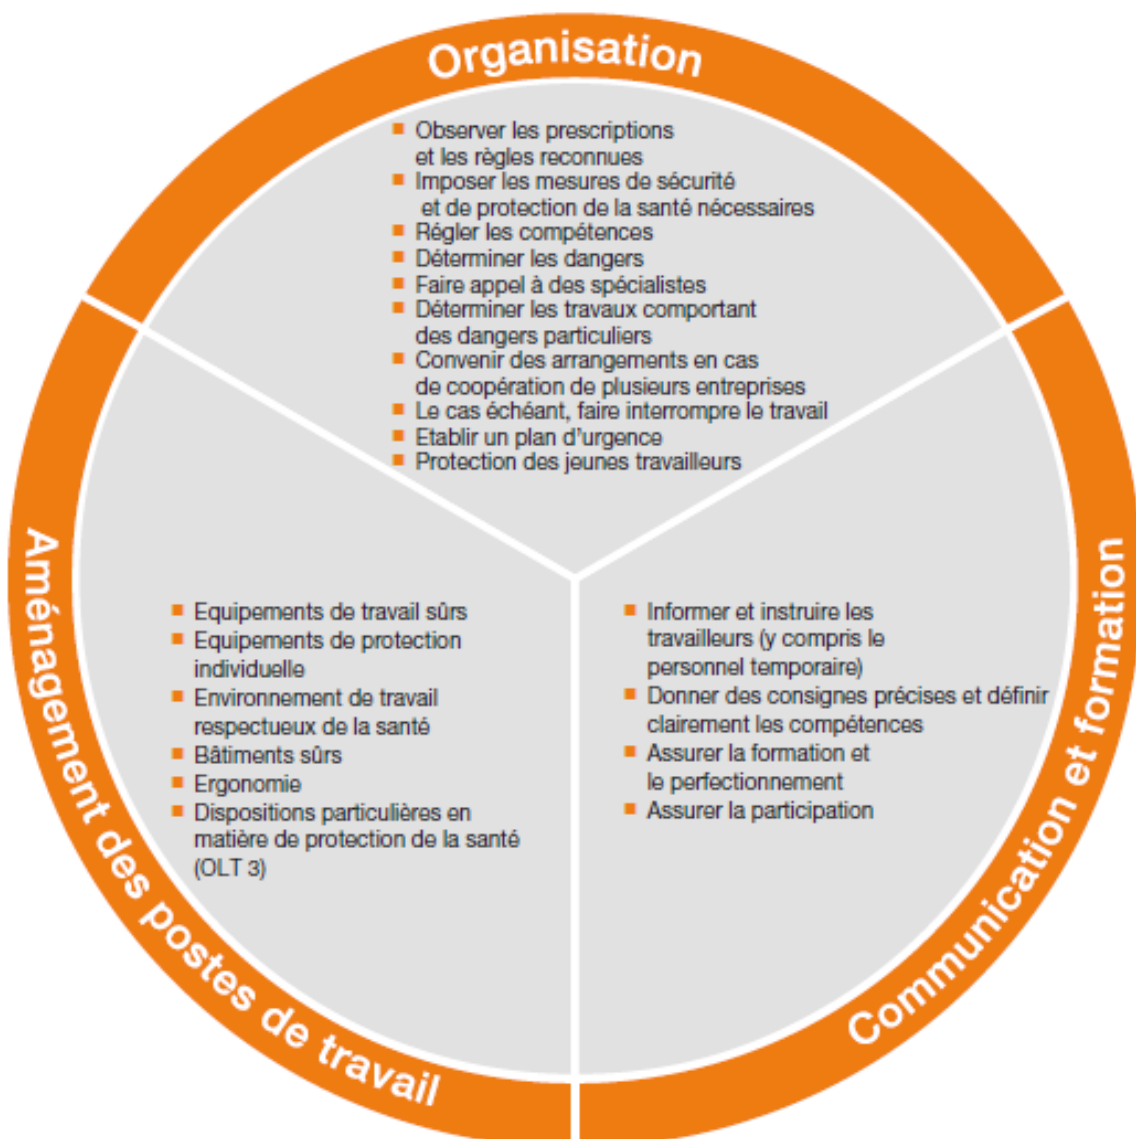 Organisation
Observer les prescriptions
et les règles reconnues
Imposer les mesures de sécurité
et de protection de la santé nécessaires
Régler les compétences
Déterminer les dangers
Faire appel à des spécialistes
Déterminer les travaux comportant
des dangers particuliers
Convenir des arrangements en cas
de coopération de plusieurs entreprises
Le cas échéant, faire interrompre le travail
Etablir un plan d'urgence
Protection des jeunes travailleurs
Aménagement des postes de travail
Equipements de travail sûrs
Equipements de protection
individuelle
Environnement de travail
respectueux de la santé
Bâtiments sûrs
Ergonomie
Dispositions particulières en
matière de protection de la santé
(OLT 3)
Communication et formation
Informer et instruire les
travailleurs (y compris le
personnel temporaire)
Donner des consignes précises et définir
clairement les compétences
Assurer la formation et
le perfectionnement
Assurer la participation